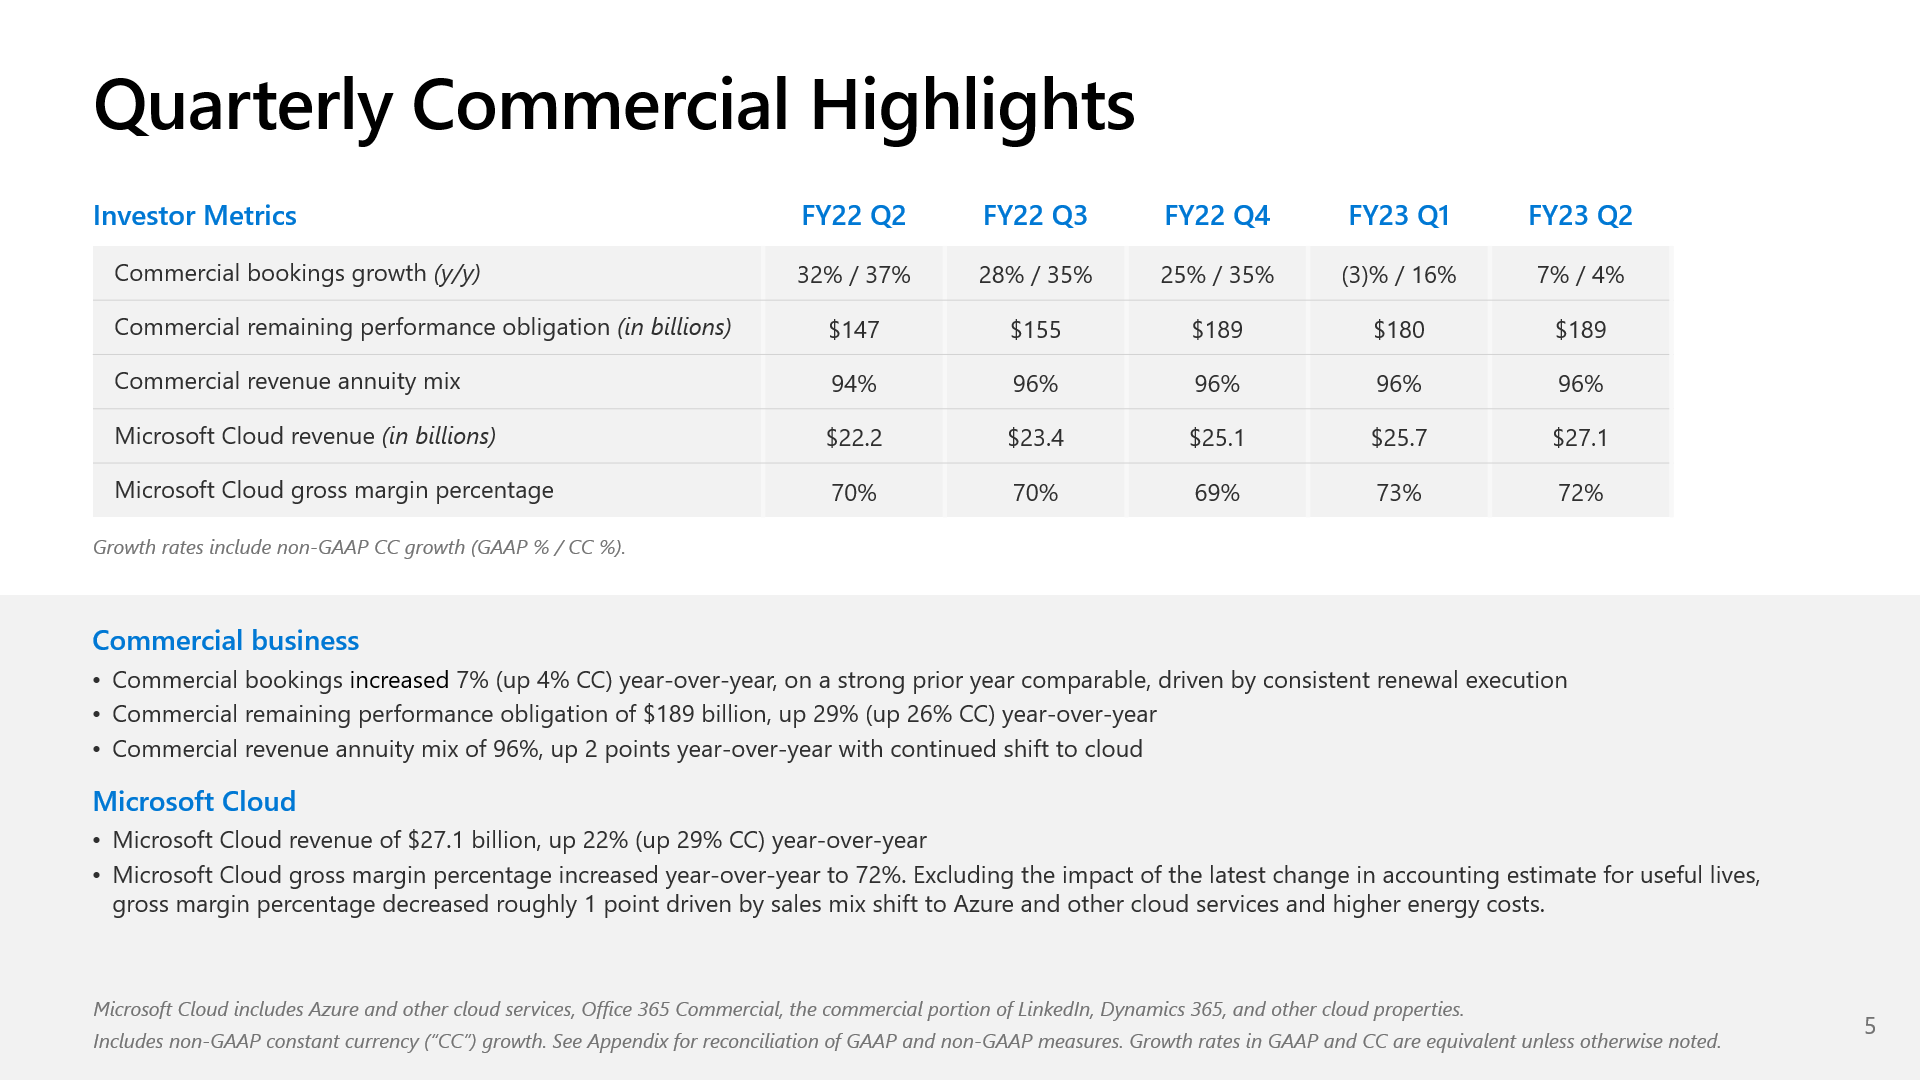 Quarterly Commercial Highlights
Investor Metrics FY22 Q2 FY22 Q3 FY22 Q4 FY23 Q1 FY23 Q2
Commercial bookings growth (y/y) 32% / 37% 28% / 35% 25% / 35% (3)% / 16% 7% / 4%
Commercial remaining performance obligation (in billions) $147 $155 $189 $180 $189
Commercial revenue annuity mix 94% 96% 96% 96% 96%
Microsoft Cloud revenue (in billions) $22.2 $23.4 $25.1 $25.7 $27.1
Microsoft Cloud gross margin percentage 70% 70% 69% 73% 72%
Growth rates include non-GAAP CC growth (GAAP % / CC %).
Commercial business
• Commercial bookings increased 7% (up 4% CC) year-over-year, on a strong prior year comparable, driven by consistent renewal execution
• Commercial remaining performance obligation of $189 billion, up 29% (up 26% CC) year-over-year
• Commercial revenue annuity mix of 96%, up 2 points year-over-year with continued shift to cloud
Microsoft Cloud
• Microsoft Cloud revenue of $27.1 billion, up 22% (up 29% CC) year-over-year
• Microsoft Cloud gross margin percentage increased year-over-year to 72%. Excluding the impact of the latest change in accounting estimate for useful lives,
gross margin percentage decreased roughly 1 point driven by sales mix shift to Azure and other cloud services and higher energy costs.
Microsoft Cloud includes Azure and other cloud services, Office 365 Commercial, the commercial portion of LinkedIn, Dynamics 365, and other cloud properties.
Includes non-GAAP constant currency (“CC”) growth. See Appendix for reconciliation of GAAP and non-GAAP measures. Growth rates in GAAP and CC are equivalent unless otherwise noted.
5